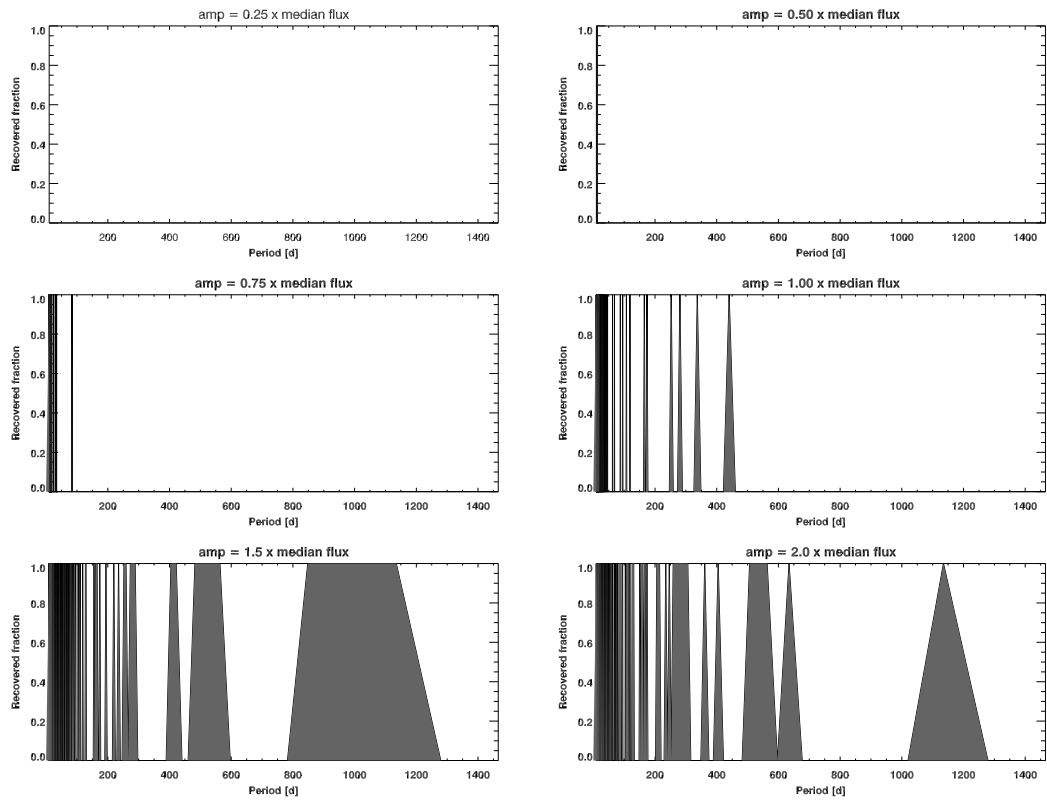 amp = 0.25 x median flux
1.0
0.8
0.6
0.4
0.2
0.0
Recovered fraction
200 400 600 800 1000 1200 1400
Period [d]
amp = 0.50 x median flux
1.0
0.8
0.6
0.4
0.2
0.0
Recovered fraction
200 400 600 800 1000 1200 1400
Period [d]
amp = 0.75 x median flux
1.0
0.8
0.6
0.4
0.2
0.0
Recovered fraction
200 400 600 800 1000 1200 1400
Period [d]
amp = 1.00 x median flux
1.0
0.8
0.6
0.4
0.2
0.0
Recovered fraction
200 400 600 800 1000 1200 1400
Period [d]
amp = 1.5 x median flux
1.0
0.8
0.6
0.4
0.2
0.0
Recovered fraction
200 400 600 800 1000 1200 1400
Period [d]
amp = 2.0 x median flux
1.0
0.8
0.6
0.4
0.2
0.0
Recovered fraction
200 400 600 800 1000 1200 1400
Period [d]